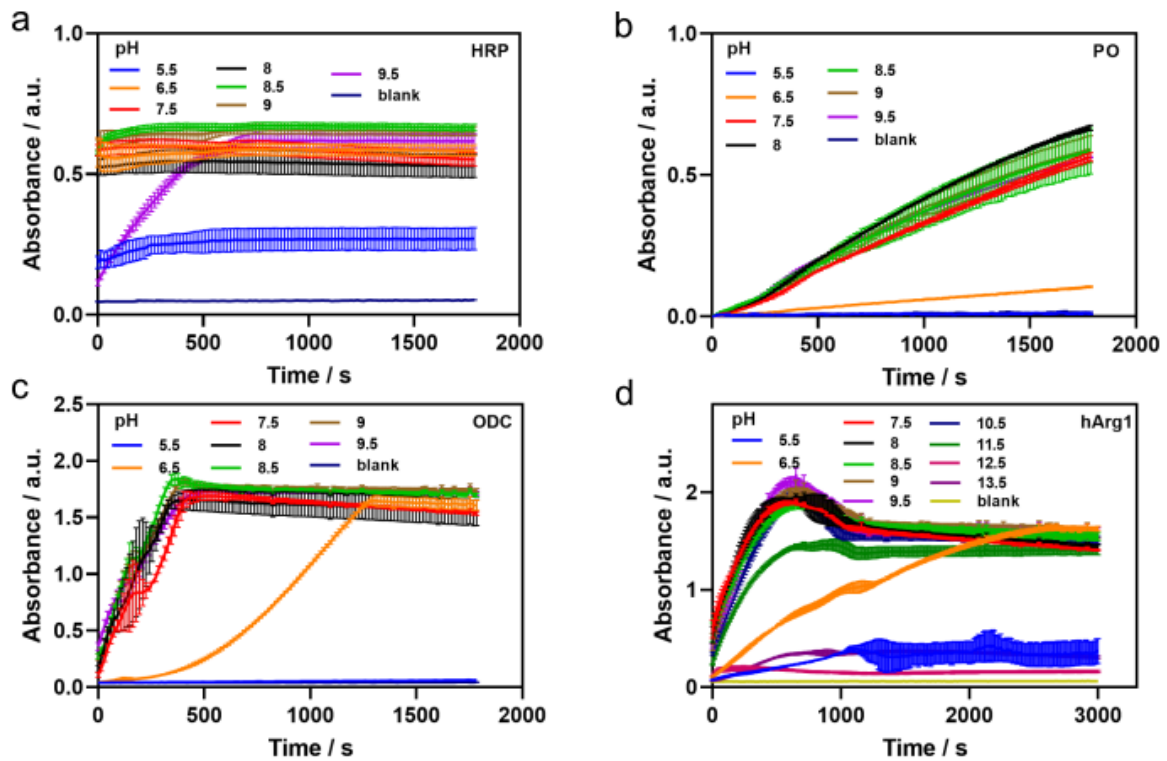 a
pH
HRP
5.5
6.5
7.5
8
8.5
9
9.5
blank
1.0
0.5
0.0
Absorbance / a.u.
0
500
1000
1500
2000
Time / s
b
pH
PO
5.5
6.5
7.5
8
8.5
9
9.5
blank
1.0
0.5
0.0
Absorbance / a.u.
0
500
1000
1500
2000
Time / s
c
pH
ODC
5.5
6.5
7.5
8
8.5
9
9.5
blank
2.5
2.0
1.5
1.0
0.5
0.0
Absorbance / a.u.
0
500
1000
1500
2000
Time / s
d
pH
hArg1
5.5
6.5
7.5
8
8.5
9
9.5
10.5
11.5
12.5
13.5
blank
2
1
0
Absorbance / a.u.
0
1000
2000
3000
Time / s